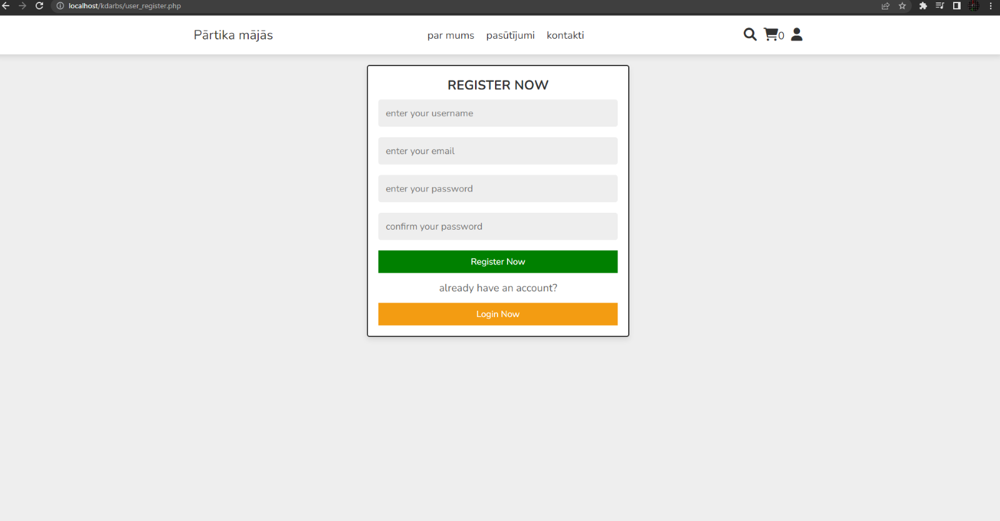 localhost/kdarbs/user_register.php
Pārtika mājās
par mums pasūtījumi kontakti
0
REGISTER NOW
enter your username
enter your email
enter your password
confirm your password
Register Now
already have an account?
Login Now